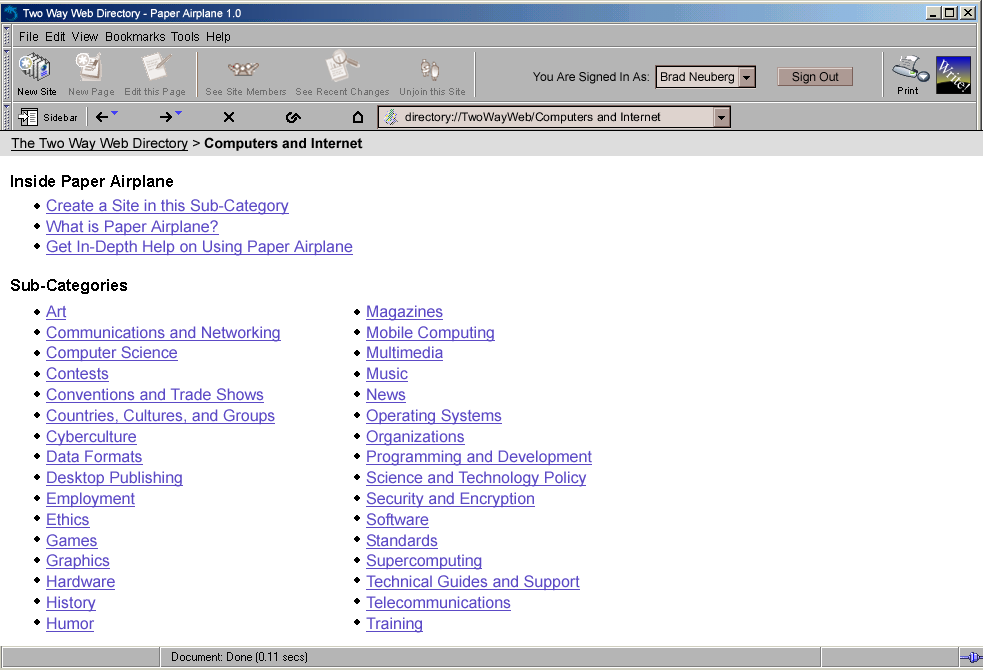 Two Way Web Directory - Paper Airplane 1.0
File Edit View Bookmarks Tools Help
New Site New Page Edit this Page See Site Members See Recent Changes Unjoin this Site You Are Signed In As: Brad Neuberg Sign Out Print Write!
Sidebar directory://TwoWayWeb/Computers and Internet
The Two Way Web Directory > Computers and Internet
Inside Paper Airplane
Create a Site in this Sub-Category
What is Paper Airplane?
Get In-Depth Help on Using Paper Airplane
Sub-Categories
Art
Communications and Networking
Computer Science
Contests
Conventions and Trade Shows
Countries, Cultures, and Groups
Cyberculture
Data Formats
Desktop Publishing
Employment
Ethics
Games
Graphics
Hardware
History
Humor
Magazines
Mobile Computing
Multimedia
Music
News
Operating Systems
Organizations
Programming and Development
Science and Technology Policy
Security and Encryption
Software
Standards
Supercomputing
Technical Guides and Support
Telecommunications
Training
Document: Done (0.11 secs)